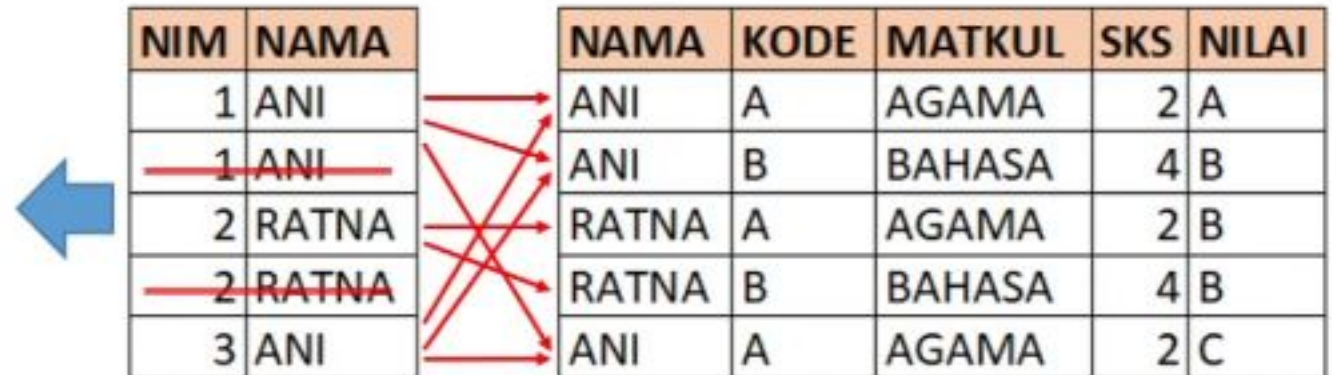 NIM NAMA NAMA KODE MATKUL SKS NILAI
1 ANI ANI A AGAMA 2 A
1 ANI ANI B BAHASA 4 B
2 RATNA RATNA A AGAMA 2 B
2 RATNA RATNA B BAHASA 4 B
3 ANI ANI A AGAMA 2 C